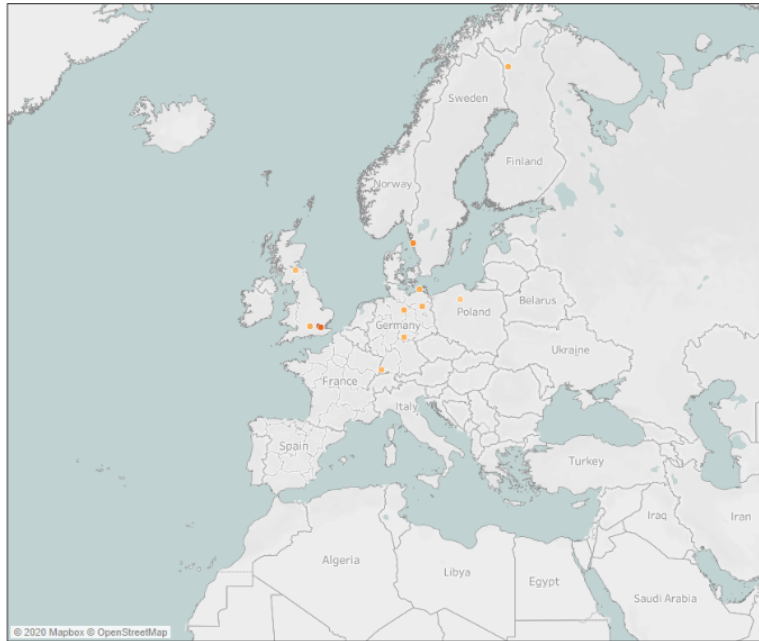 Sweden
Finland
Norway
Belarus
Poland
Germany
Ukraine
France
Italy
Spain
Turkey
Iraq
Iran
Algeria
Libya
Egypt
Saudi Arabia
© 2020 Mapbox © OpenStreetMap